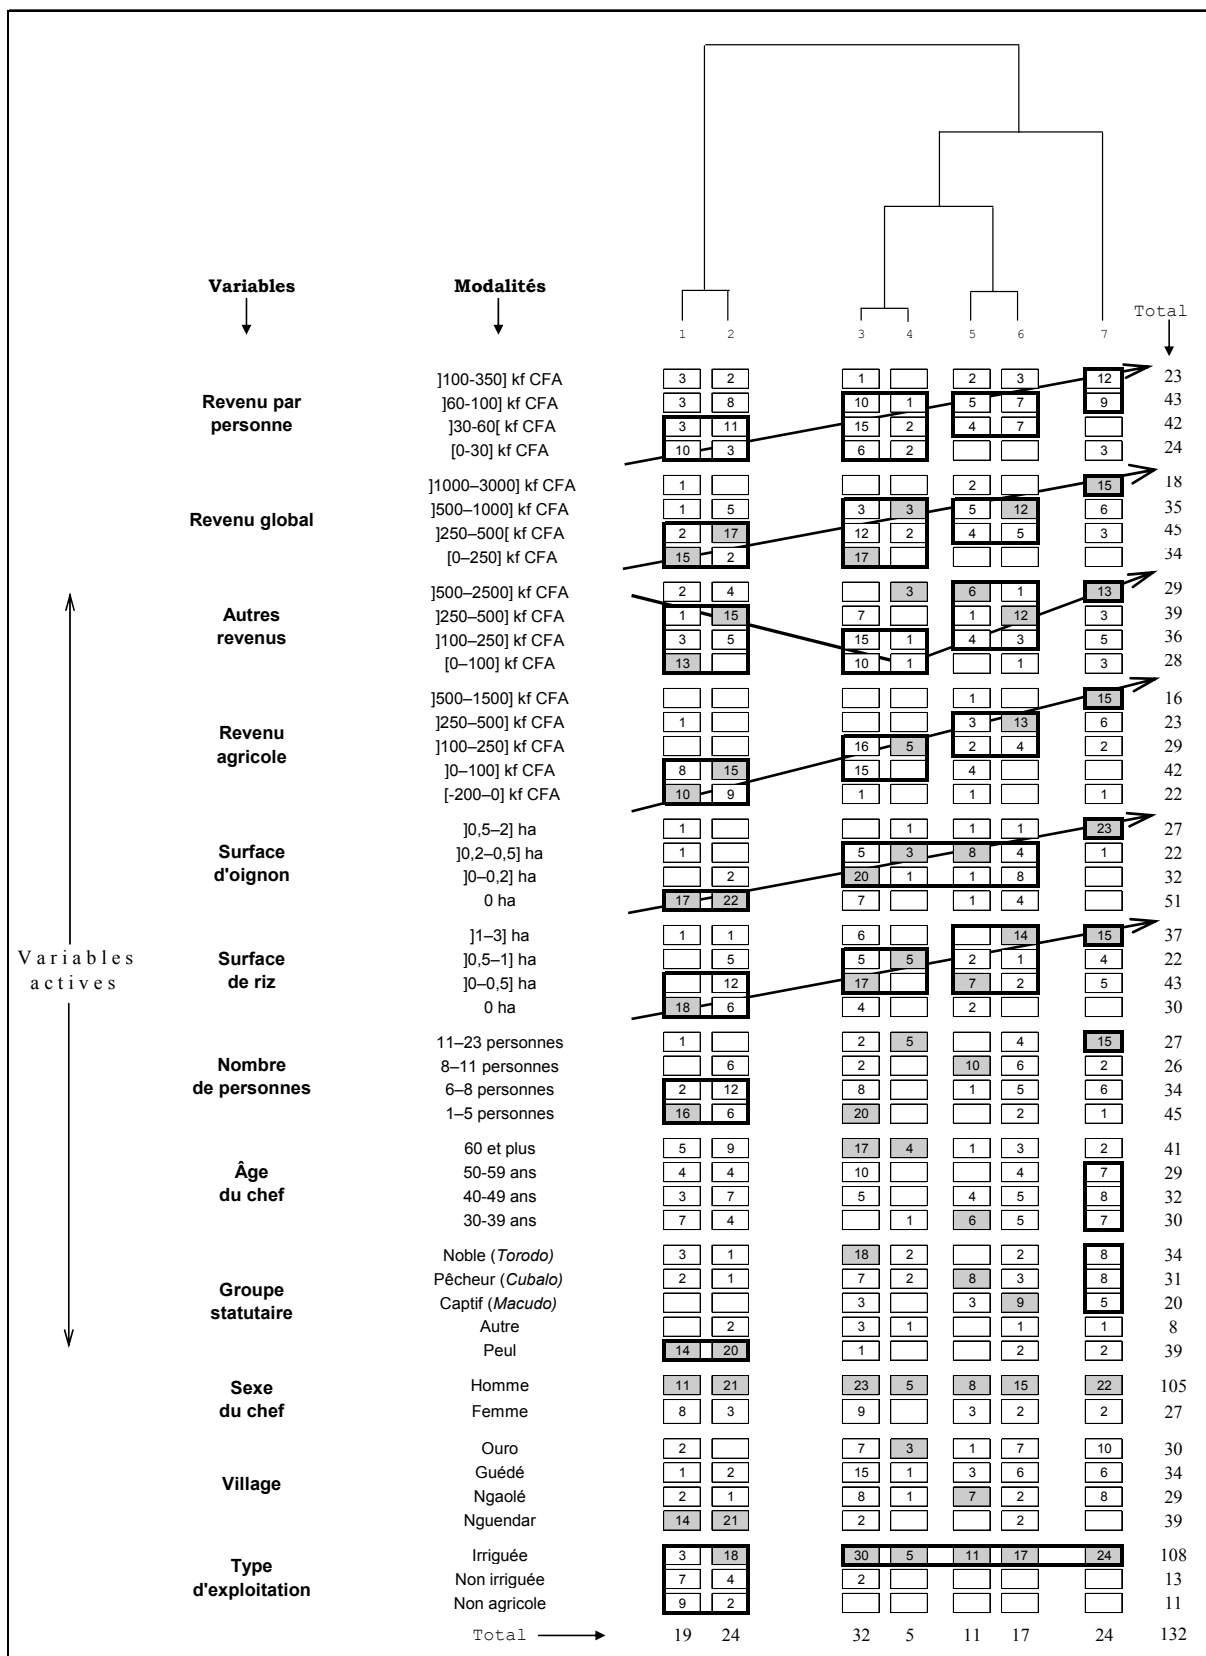 Variables Modalités Total
1 2 3 4 5 6 7
]100-350] kf CFA 3 2 1 2 3 12 23
Revenu par personne
]60-100] kf CFA 3 8 10 1 5 7 9 43
]30-60[ kf CFA 3 11 15 2 4 7 42
[0-30] kf CFA 10 3 6 2 3 24
]1000–3000] kf CFA 1 2 15 18
Revenu global
]500–1000] kf CFA 1 5 3 3 5 12 6 35
]250–500[ kf CFA 2 17 12 2 4 5 3 45
[0–250] kf CFA 15 2 17 34
]500–2500] kf CFA 2 4 3 6 1 13 29
Autres revenus
]250–500] kf CFA 1 15 7 1 12 3 39
]100–250] kf CFA 3 5 15 1 4 3 5 36
[0–100] kf CFA 13 10 1 1 3 28
]500–1500] kf CFA 1 15 16
Revenu agricole
]250–500] kf CFA 1 3 13 6 23
]100–250] kf CFA 16 5 2 4 2 29
]0–100] kf CFA 8 15 15 4 42
[-200–0] kf CFA 10 9 1 1 1 22
]0,5–2] ha 1 1 1 1 23 27
Surface d'oignon
]0,2–0,5] ha 1 5 3 8 4 1 22
]0–0,2] ha 2 20 1 1 8 32
0 ha 17 22 7 1 4 51
Variables actives
]1–3] ha 1 1 6 14 15 37
Surface de riz
]0,5–1] ha 5 5 5 2 1 4 22
]0–0,5] ha 12 17 7 2 5 43
0 ha 18 6 4 2 30
11–23 personnes 1 2 5 4 15 27
Nombre de personnes
8–11 personnes 6 2 10 6 2 26
6–8 personnes 2 12 8 1 5 6 34
1–5 personnes 16 6 20 2 1 45
60 et plus 5 9 17 4 1 3 2 41
Âge du chef
50-59 ans 4 4 10 4 7 29
40-49 ans 3 7 5 4 5 8 32
30-39 ans 7 4 1 6 5 7 30
Noble (Torodo) 3 1 18 2 2 8 34
Pêcheur (Cubalo) 2 1 7 2 8 3 8 31
Groupe statutaire
Captif (Macudo) 3 3 9 5 20
Autre 2 3 1 1 1 8
Peul 14 20 1 2 2 39
Sexe du chef
Homme 11 21 23 5 8 15 22 105
Femme 8 3 9 3 2 2 27
Ouro 2 7 3 1 7 10 30
Village
Guédé 1 2 15 1 3 6 6 34
Ngaolé 2 1 8 1 7 2 8 29
Nguendar 14 21 2 2 39
Type d'exploitation
Irriguée 3 18 30 5 11 17 24 108
Non irriguée 7 4 2 13
Non agricole 9 2 11
Total 19 24 32 5 11 17 24 132